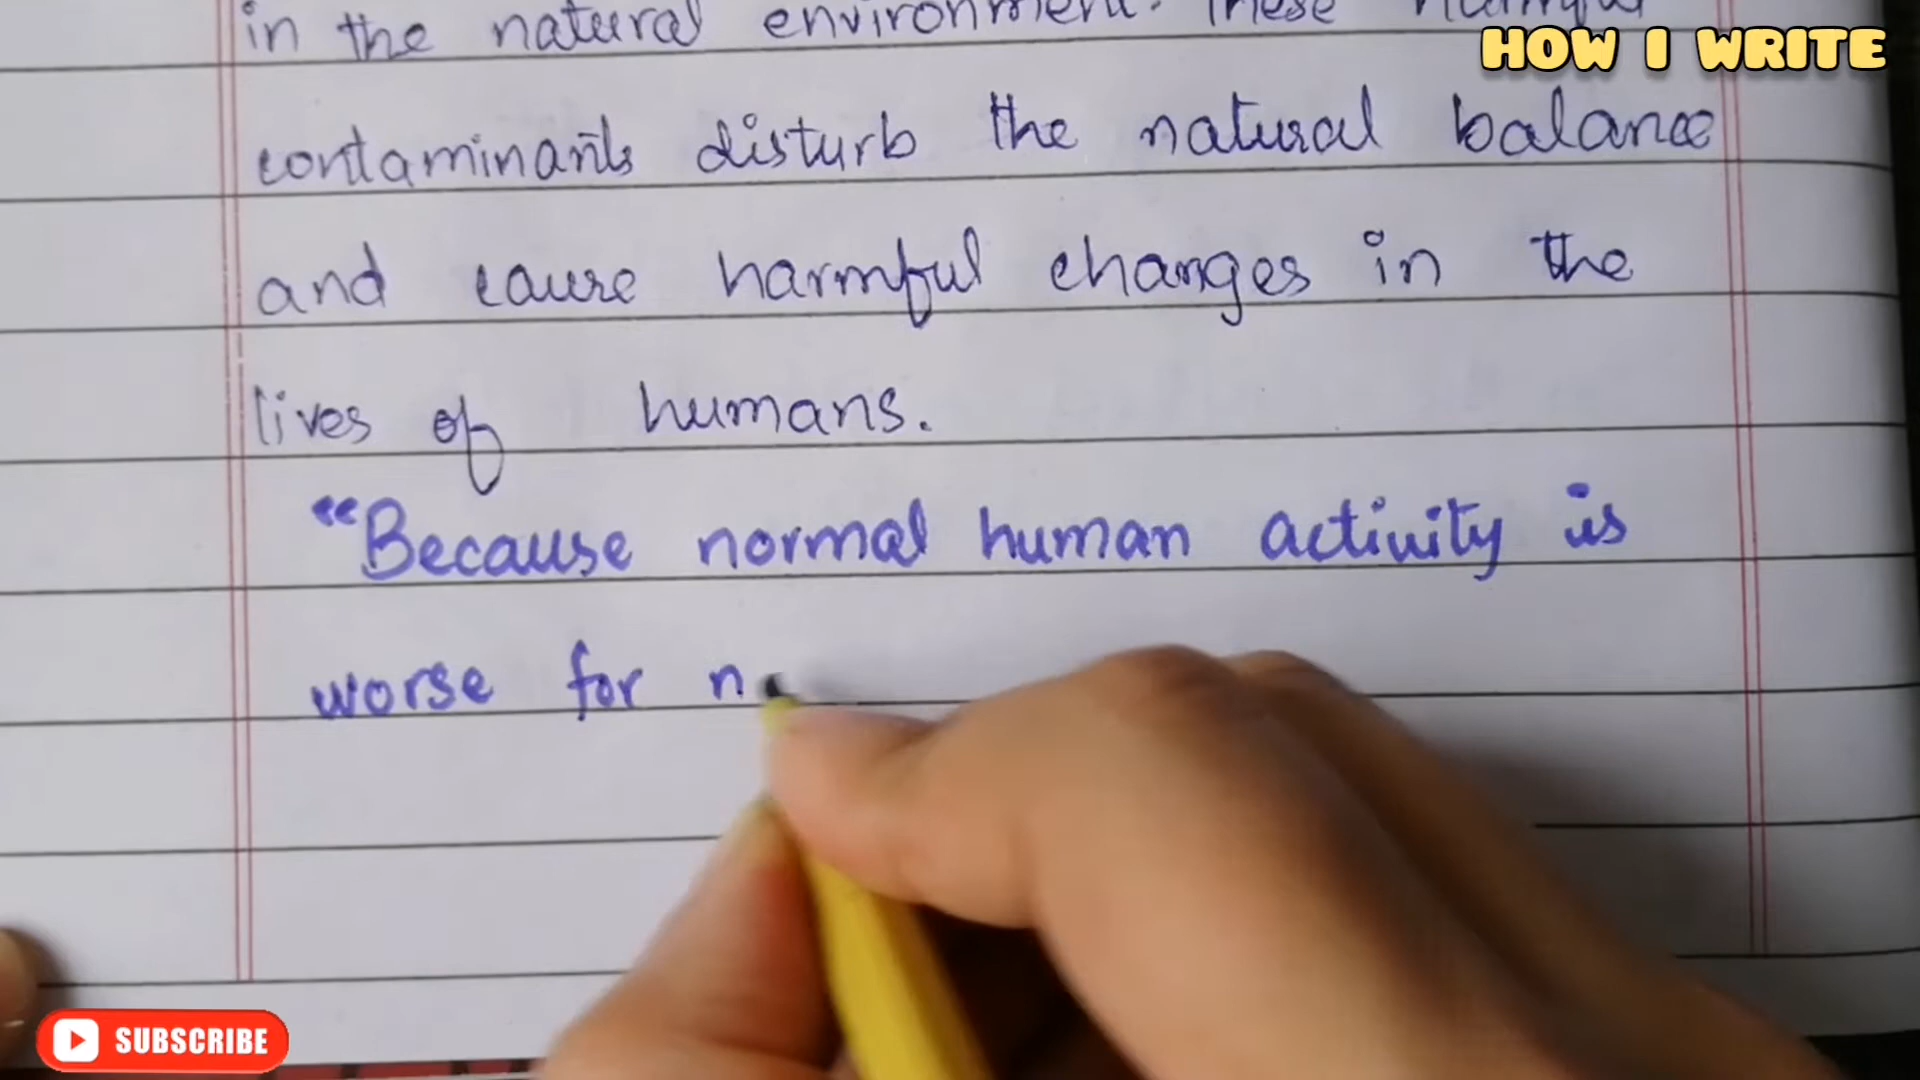 in the natural environment. These harmful
HOW I WRITE
contaminants disturb the natural balance
and cause harmful changes in the
lives of humans.
"Because normal human activity is
worse for n
SUBSCRIBE